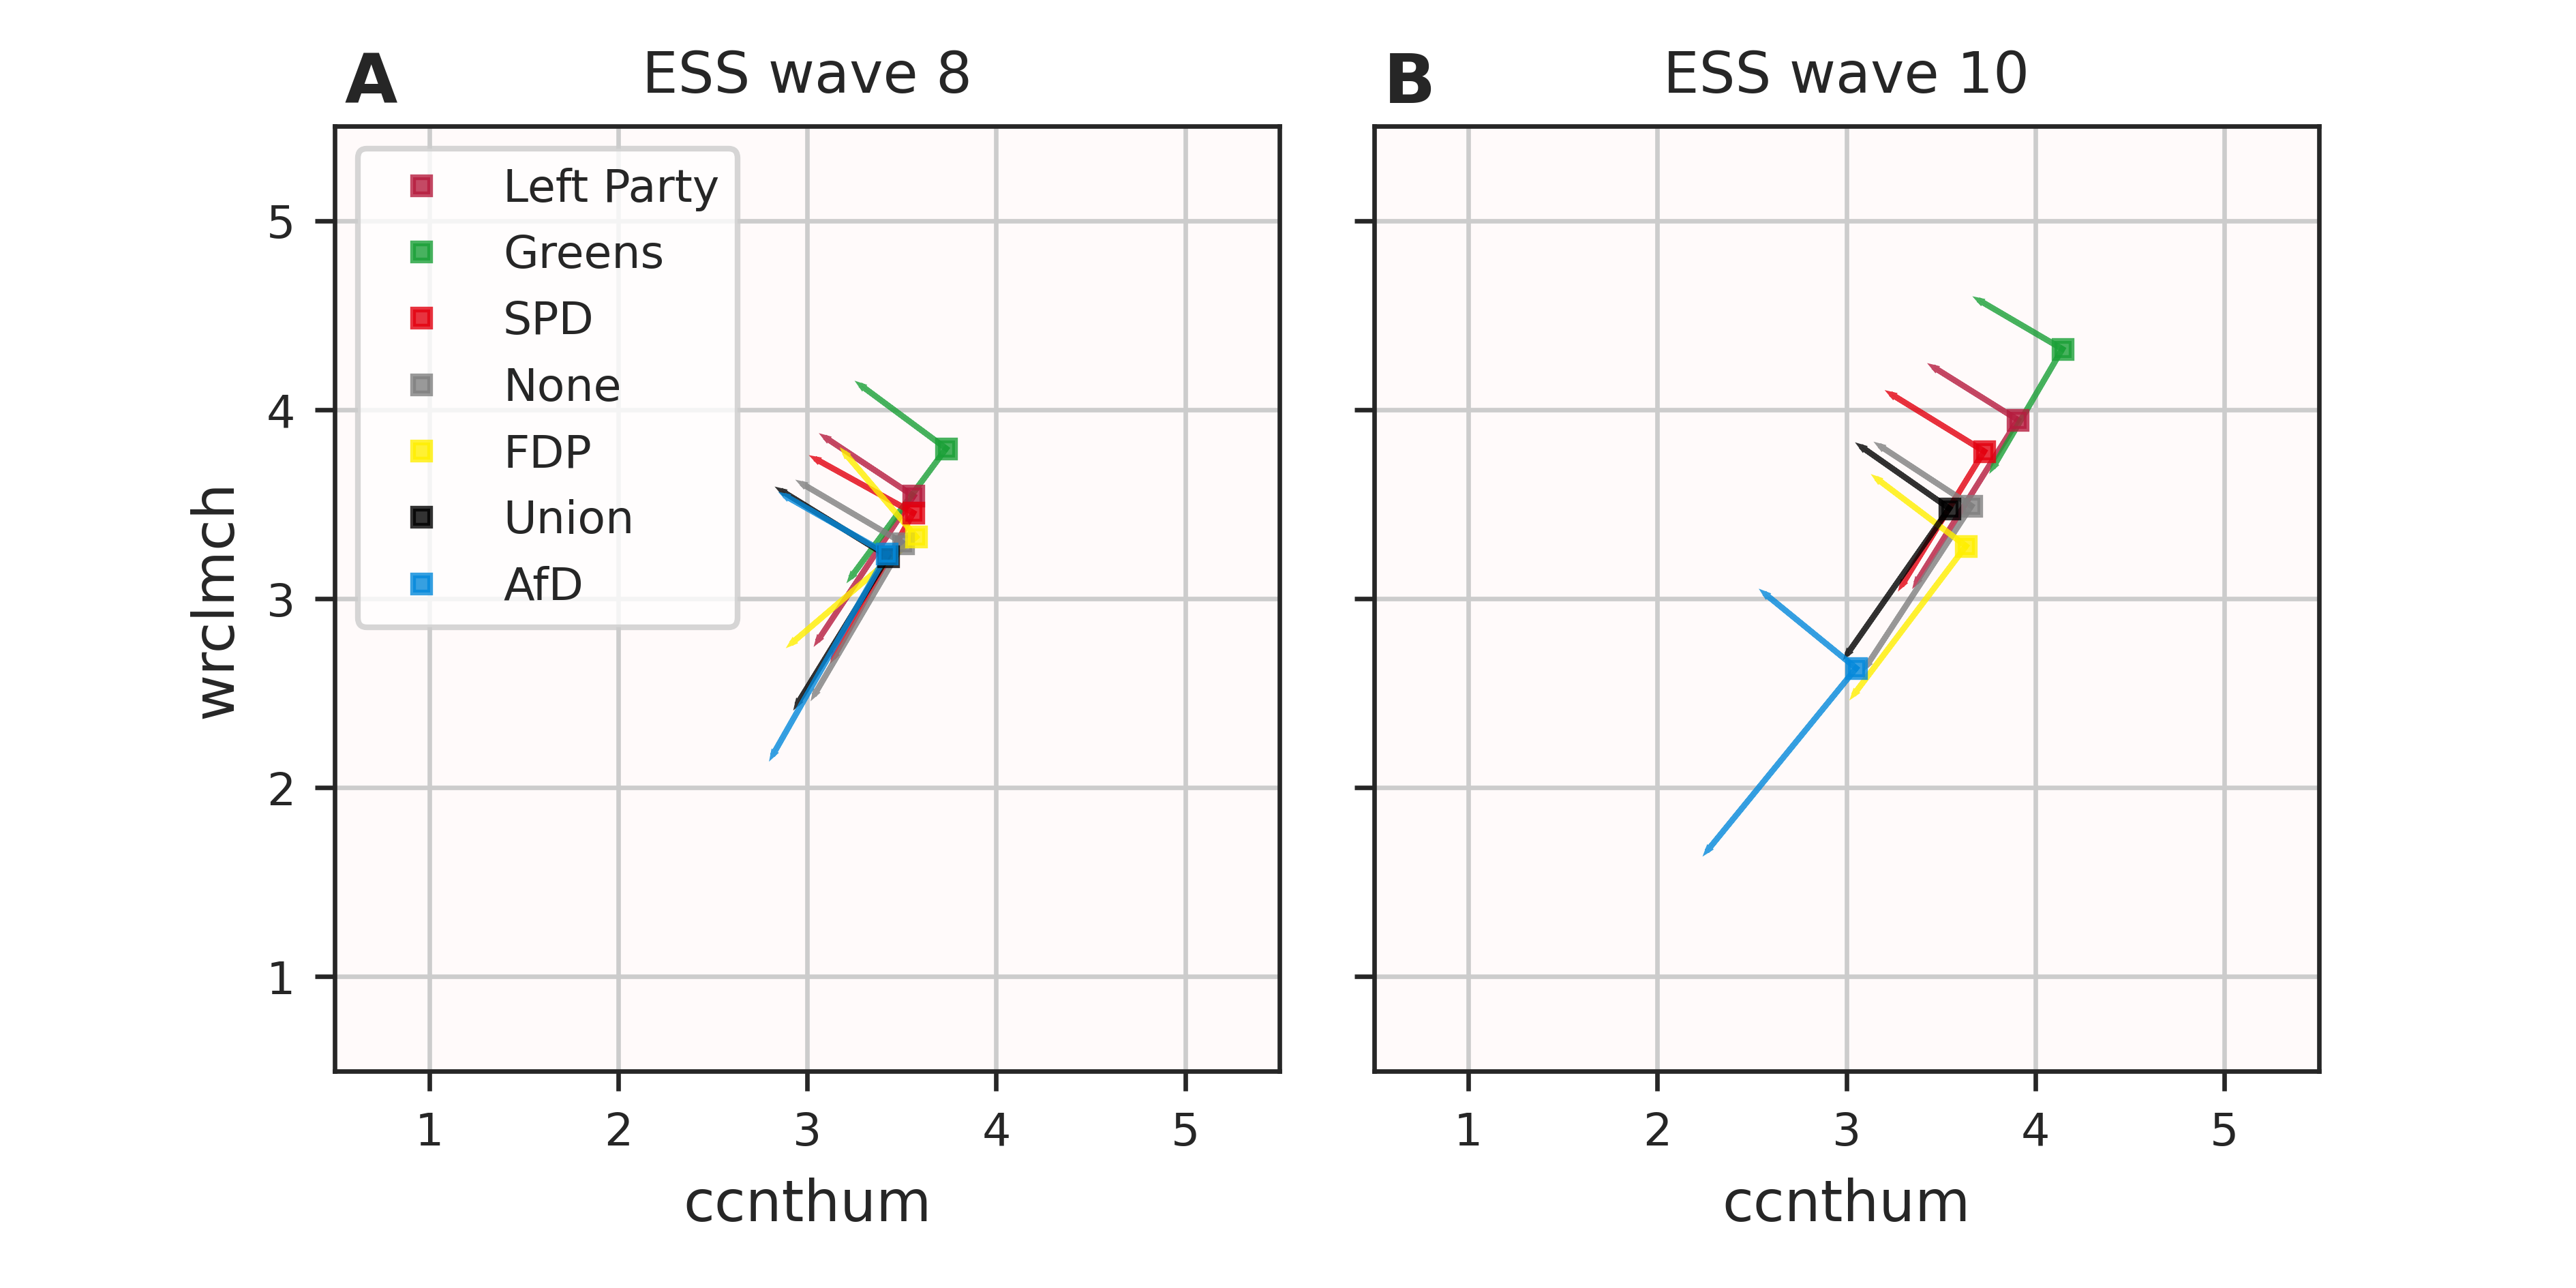 A
ESS wave 8
Left Party
Greens
SPD
None
FDP
Union
AfD
5
4
3
2
1
wrclmch
1 2 3 4 5
ccnthum
B
ESS wave 10
1 2 3 4 5
ccnthum